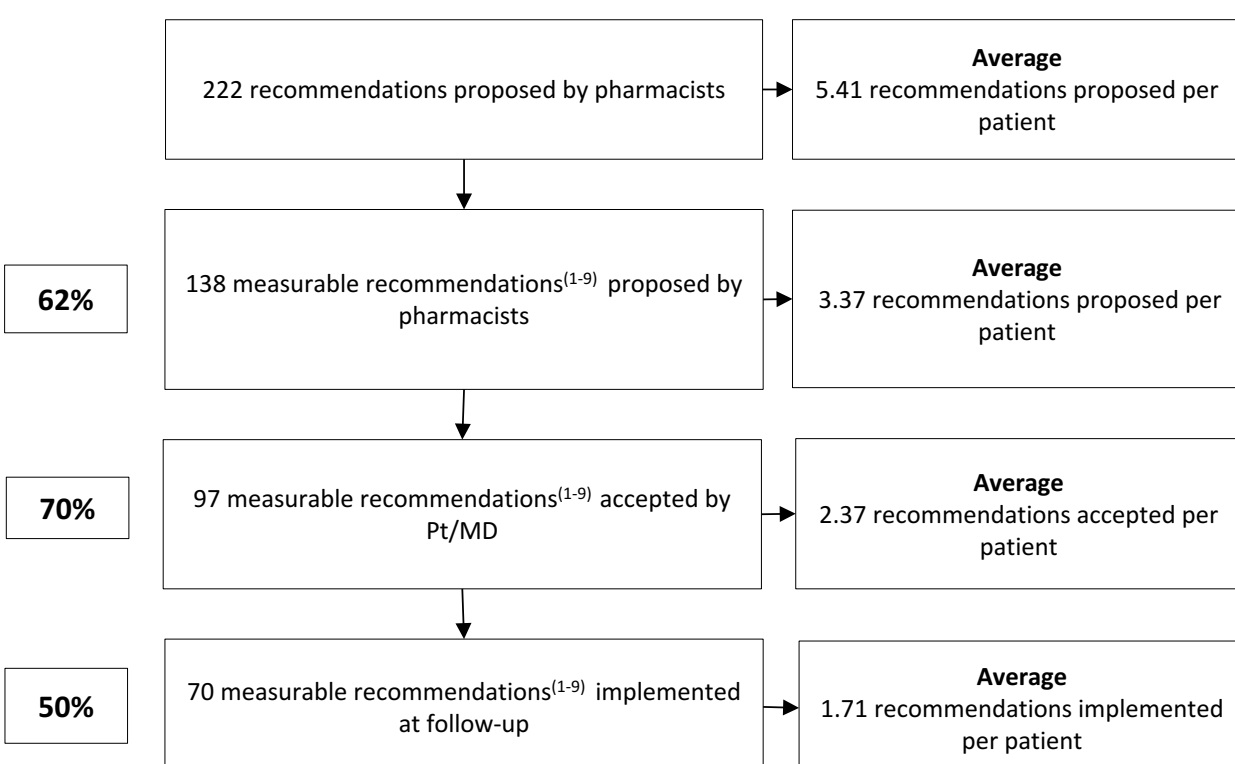 222 recommendations proposed by pharmacists
Average
5.41 recommendations proposed per
patient
62%
138 measurable recommendations(1-9) proposed by
pharmacists
Average
3.37 recommendations proposed per
patient
70%
97 measurable recommendations(1-9) accepted by
Pt/MD
Average
2.37 recommendations accepted per
patient
50%
70 measurable recommendations(1-9) implemented
at follow-up
Average
1.71 recommendations implemented
per patient